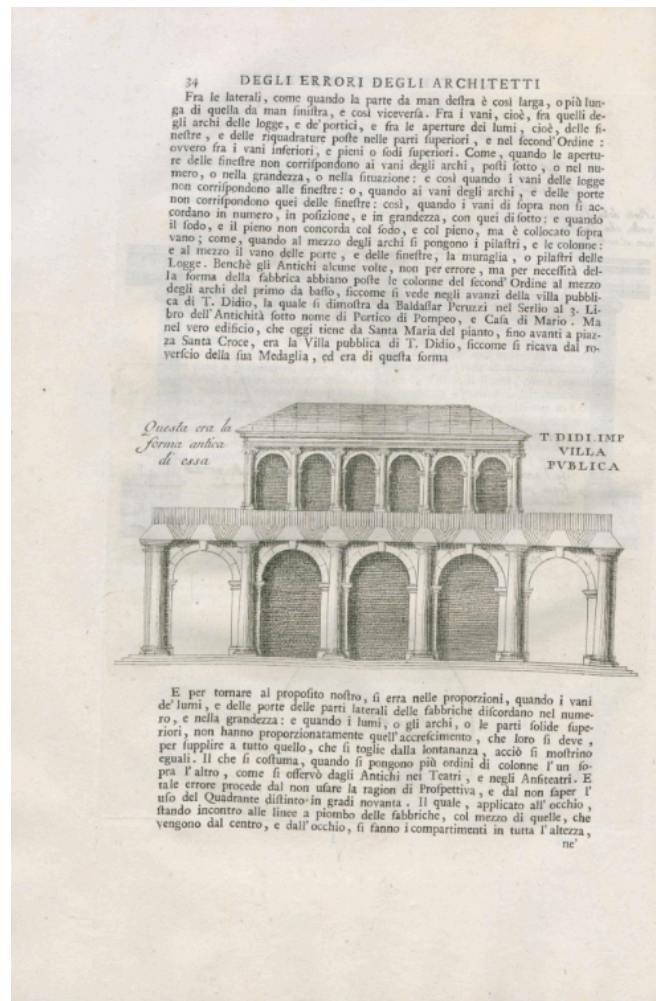 34 DEGLI ERRORI DEGLI ARCHITETTI
Fra le laterali, come quando la parte da man deſtra è così larga, o più lun-
ga di quella da man ſiniſtra, e così viceverſa. Fra i vani, cioè, fra quelli de-
gli archi delle logge, e de' portici, e fra le aperture dei lumi, cioè, delle fi-
neſtre, e delle riquadrature poſte nelle parti ſuperiori, e nel ſecond'Ordine:
ovvero fra i vani inferiori, e pieni o ſodi ſuperiori. Come, quando le apertu-
re delle fineſtre non corriſpondono ai vani degli archi, poſti ſotto, o nel nu-
mero, o nella grandezza, o nella ſituazione: e così quando i vani delle logge
non corriſpondono alle fineſtre: o, quando ai vani degli archi, e delle porte
non corriſpondono quei delle fineſtre: così, quando i vani di ſopra non ſi ac-
cordano in numero, in poſizione, e in grandezza, con quei di ſotto: e quando
il ſodo, e il pieno non concorda col ſodo, e col pieno, ma è collocato ſopra
vano; come, quando al mezzo degli archi ſi pongono i pilaſtri, e le colonne:
e al mezzo il vano delle porte, e delle fineſtre, la muraglia, o pilaſtri delle
Logge. Benchè gli Antichi alcune volte, non per errore, ma per neceſſità del-
la forma della fabbrica abbiano poſte le colonne del ſecond'Ordine al mezzo
degli archi del primo da baſſo, ſiccome ſi vede negli avanzi della villa pubbli-
ca di T. Didio, la quale ſi dimoſtra da Baldaſſar Peruzzi nel Serlio al 3. Li-
bro dell'Antichità ſotto nome di Portico di Pompeo, e Caſa di Mario. Ma
nel vero edificio, che oggi tiene da Santa Maria del pianto, fino avanti a piaz-
za Santa Croce, era la Villa pubblica di T. Didio, ſiccome ſi ricava dal ro-
verſcio della ſua Medaglia, ed era di queſta forma
Queſta era la
forma antica
di eſſa
T. DIDI. IMP
VILLA
PVBLICA
E per tornare al propoſito noſtro, ſi erra nelle proporzioni, quando i vani
de' lumi, e delle porte delle parti laterali delle fabbriche diſcordano nel nume-
ro, e nella grandezza: e quando i lumi, o gli archi, o le parti ſolide ſupe-
riori, non hanno proporzionatamente quell'accreſcimento, che loro ſi deve,
per ſupplire a tutto quello, che ſi toglie dalla lontananza, acciò ſi moſtrino
eguali. Il che ſi coſtuma, quando ſi pongono più ordini di colonne l'un ſo-
pra l'altro, come ſi oſſervò dagli Antichi nei Teatri, e negli Anfiteatri. E
tale errore procede dal non uſare la ragion di Proſpettiva, e dal non ſaper l'
uſo del Quadrante diſtinto in gradi novanta. Il quale, applicato all'occhio,
ſtando incontro alle linee a piombo delle fabbriche, col mezzo di quelle, che
vengono dal centro, e dall'occhio, ſi fanno i compartimenti in tutta l'altezza,
ne'